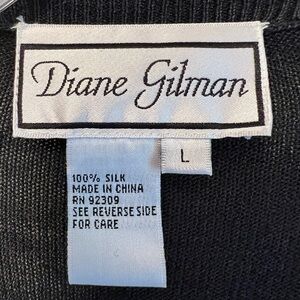 Diane Gilman
L
100% SILK
MADE IN CHINA
RN 92309
SEE REVERSE SIDE
FOR CARE